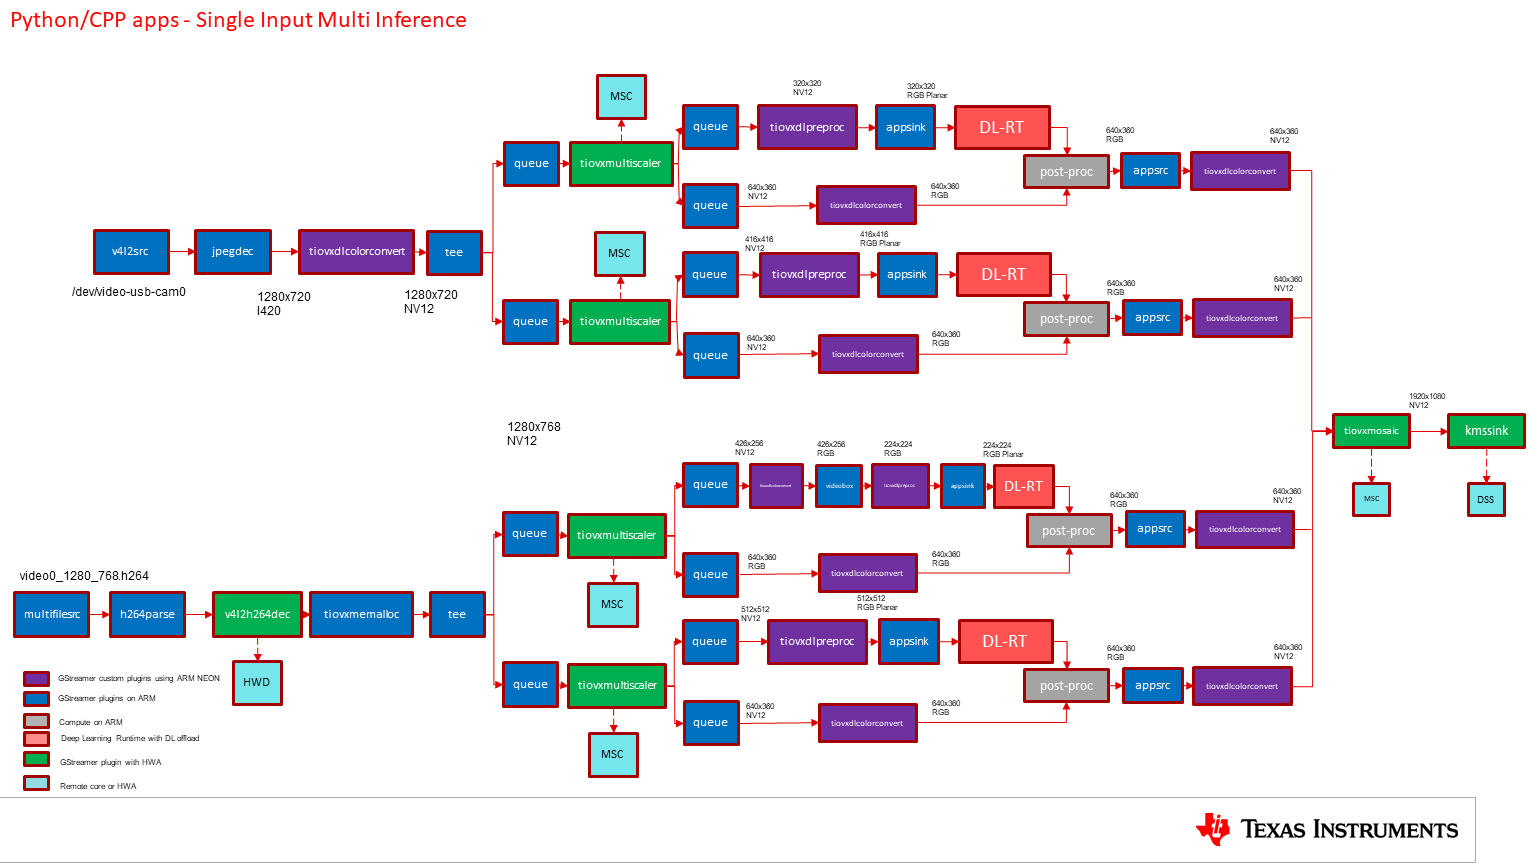 Python/CPP apps - Single Input Multi Inference
MSC
queue
tiovxmultiscaler
queue
320x320
NV12
tiovxdlpreproc
320x320
RGB Planar
appsink
DL-RT
queue
640x360
NV12
tiovxdlcolorconvert
640x360
RGB
post-proc
640x360
RGB
appsrc
640x360
NV12
tiovxdlcolorconvert
v4l2src
/dev/video-usb-cam0
jpegdec
1280x720
I420
tiovxdlcolorconvert
1280x720
NV12
tee
MSC
queue
tiovxmultiscaler
queue
416x416
NV12
tiovxdlpreproc
416x416
RGB Planar
appsink
DL-RT
queue
640x360
NV12
tiovxdlcolorconvert
640x360
RGB
post-proc
640x360
RGB
appsrc
640x360
NV12
tiovxdlcolorconvert
tiovxmosaic
1920x1080
NV12
kmssink
MSC
DSS
1280x768
NV12
queue
tiovxmultiscaler
MSC
queue
426x256
NV12
426x256
RGB
videobox
224x224
RGB
tiovxdlpreproc
appsink
224x224
RGB Planar
DL-RT
queue
640x360
RGB
tiovxdlcolorconvert
640x360
RGB
post-proc
640x360
RGB
appsrc
640x360
NV12
tiovxdlcolorconvert
video0_1280_768.h264
multifilesrc
h264parse
v4l2h264dec
tiovxmemalloc
tee
HWD
queue
tiovxmultiscaler
MSC
queue
512x512
NV12
tiovxdlpreproc
512x512
RGB Planar
appsink
DL-RT
queue
640x360
NV12
tiovxdlcolorconvert
640x360
RGB
post-proc
640x360
RGB
appsrc
640x360
NV12
tiovxdlcolorconvert
GStreamer custom plugins using ARM NEON
GStreamer plugins on ARM
Compute on ARM
Deep Learning Runtime with DL offload
GStreamer plugin with HWA
Remote core or HWA
TEXAS INSTRUMENTS